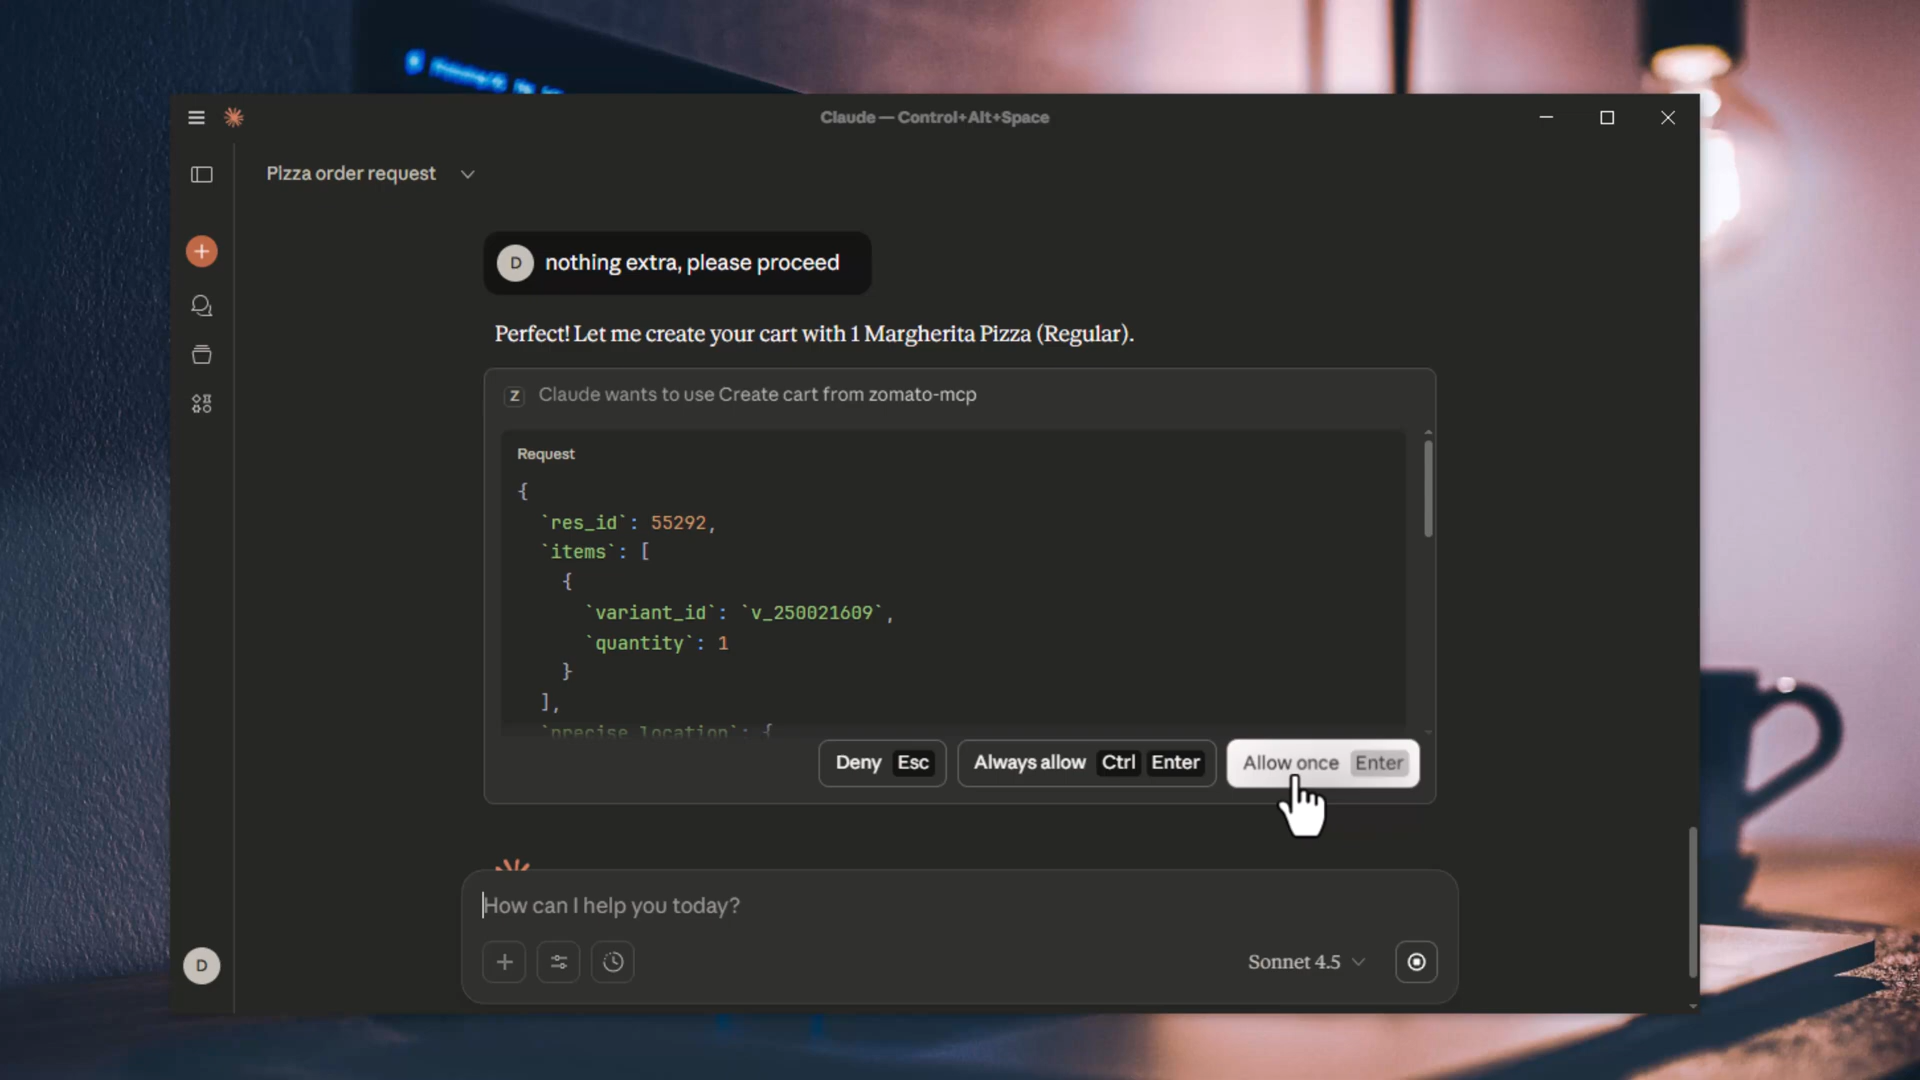 Claude — Control+Alt+Space
Pizza order request
D nothing extra, please proceed
Perfect! Let me create your cart with 1 Margherita Pizza (Regular).
Z Claude wants to use Create cart from zomato-mcp
Request
{
`res_id`: 55292,
`items`: [
{
`variant_id`: `v_250021609`,
`quantity`: 1
}
],
`precise_location`: {
Deny Esc Always allow Ctrl Enter Allow once Enter
How can I help you today?
Sonnet 4.5
D